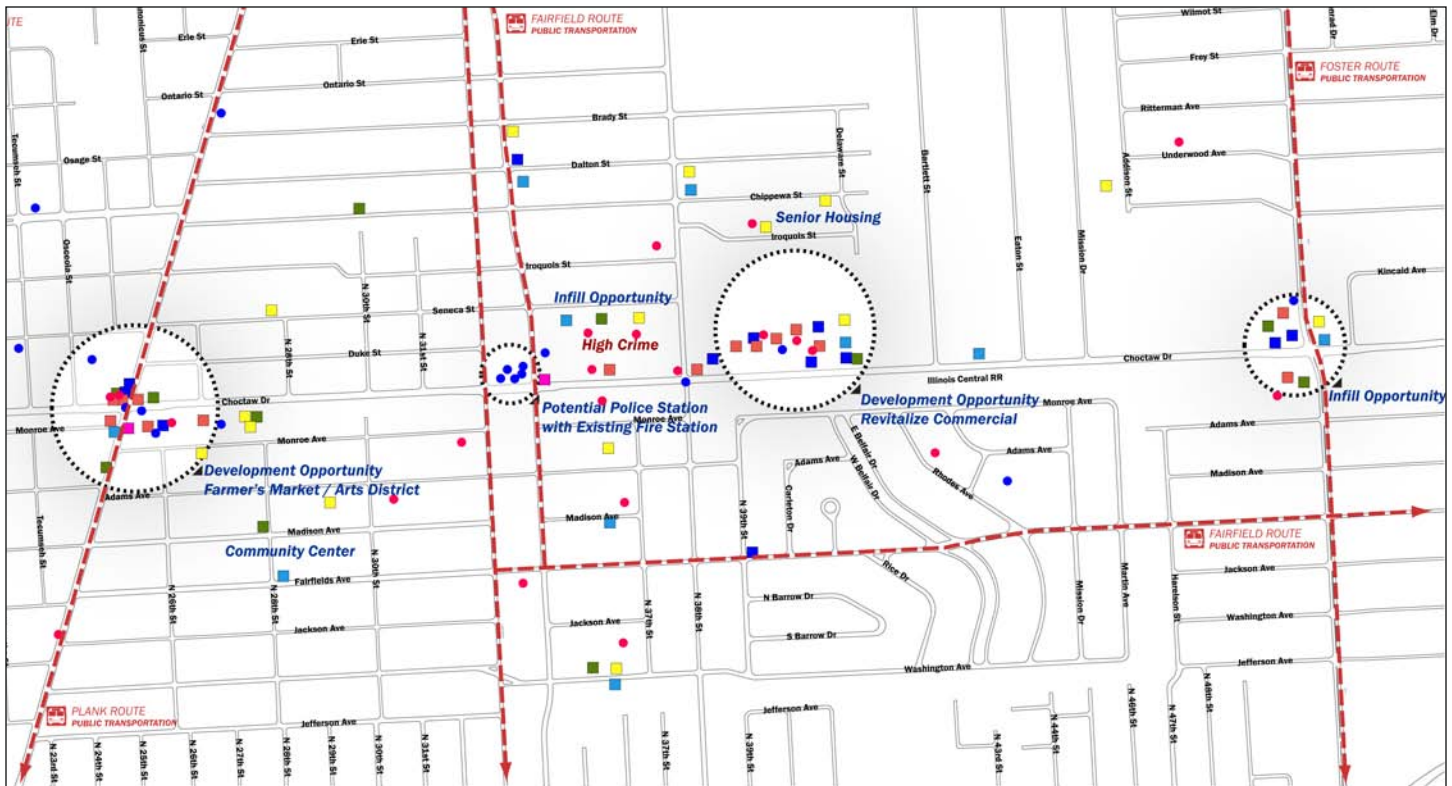 UTE
FAIRFIELD ROUTE
PUBLIC TRANSPORTATION
Wilmot St
Elm Dr
Erie St
Erie St
Frey St
FOSTER ROUTE
PUBLIC TRANSPORTATION
Ontario St
Ontario St
Ritterman Ave
Brady St
Tecumseh St
Osage St
Dalton St
Delaware St
Bartlett St
Addison St
Underwood Ave
Chippewa St
Senior Housing
Iroquois St
Osceola St
Eaton St
Mission Dr
Iroquois St
Kincaid Ave
N 30th St
Infill Opportunity
Seneca St
N 28th St
N 31st St
High Crime
Duke St
Choctaw Dr
Illinois Central RR
Choctaw Dr
Potential Police Station
with Existing Fire Station
Development Opportunity
Revitalize Commercial
Infill Opportunity
Monroe Ave
Monroe Ave
Monroe Ave
Monroe Ave
Adams Ave
E Belfair Dr
W Belfair Dr
Adams Ave
Adams Ave
Development Opportunity
Farmer's Market / Arts District
Rhodes Ave
Madison Ave
Adams Ave
Tecumseh St
Carleton Dr
N 39th St
Madison Ave
Madison Ave
FAIRFIELD ROUTE
PUBLIC TRANSPORTATION
Community Center
N 30th St
Rice Dr
Jackson Ave
Fairfields Ave
N 26th St
N 28th St
N Barrow Dr
Mission Dr
Martin Ave
Harelson St
Jackson Ave
Jackson Ave
N 37th St
N 38th St
S Barrow Dr
Washington Ave
Washington Ave
Jefferson Ave
PLANK ROUTE
PUBLIC TRANSPORTATION
Jefferson Ave
Jefferson Ave
N 46th St
N 47th St
N 48th St
N 23rd St
N 24th St
N 25th St
N 26th St
N 27th St
N 28th St
N 29th St
N 30th St
N 31st St
N 37th St
N 39th St
N 43rd St
N 44th St